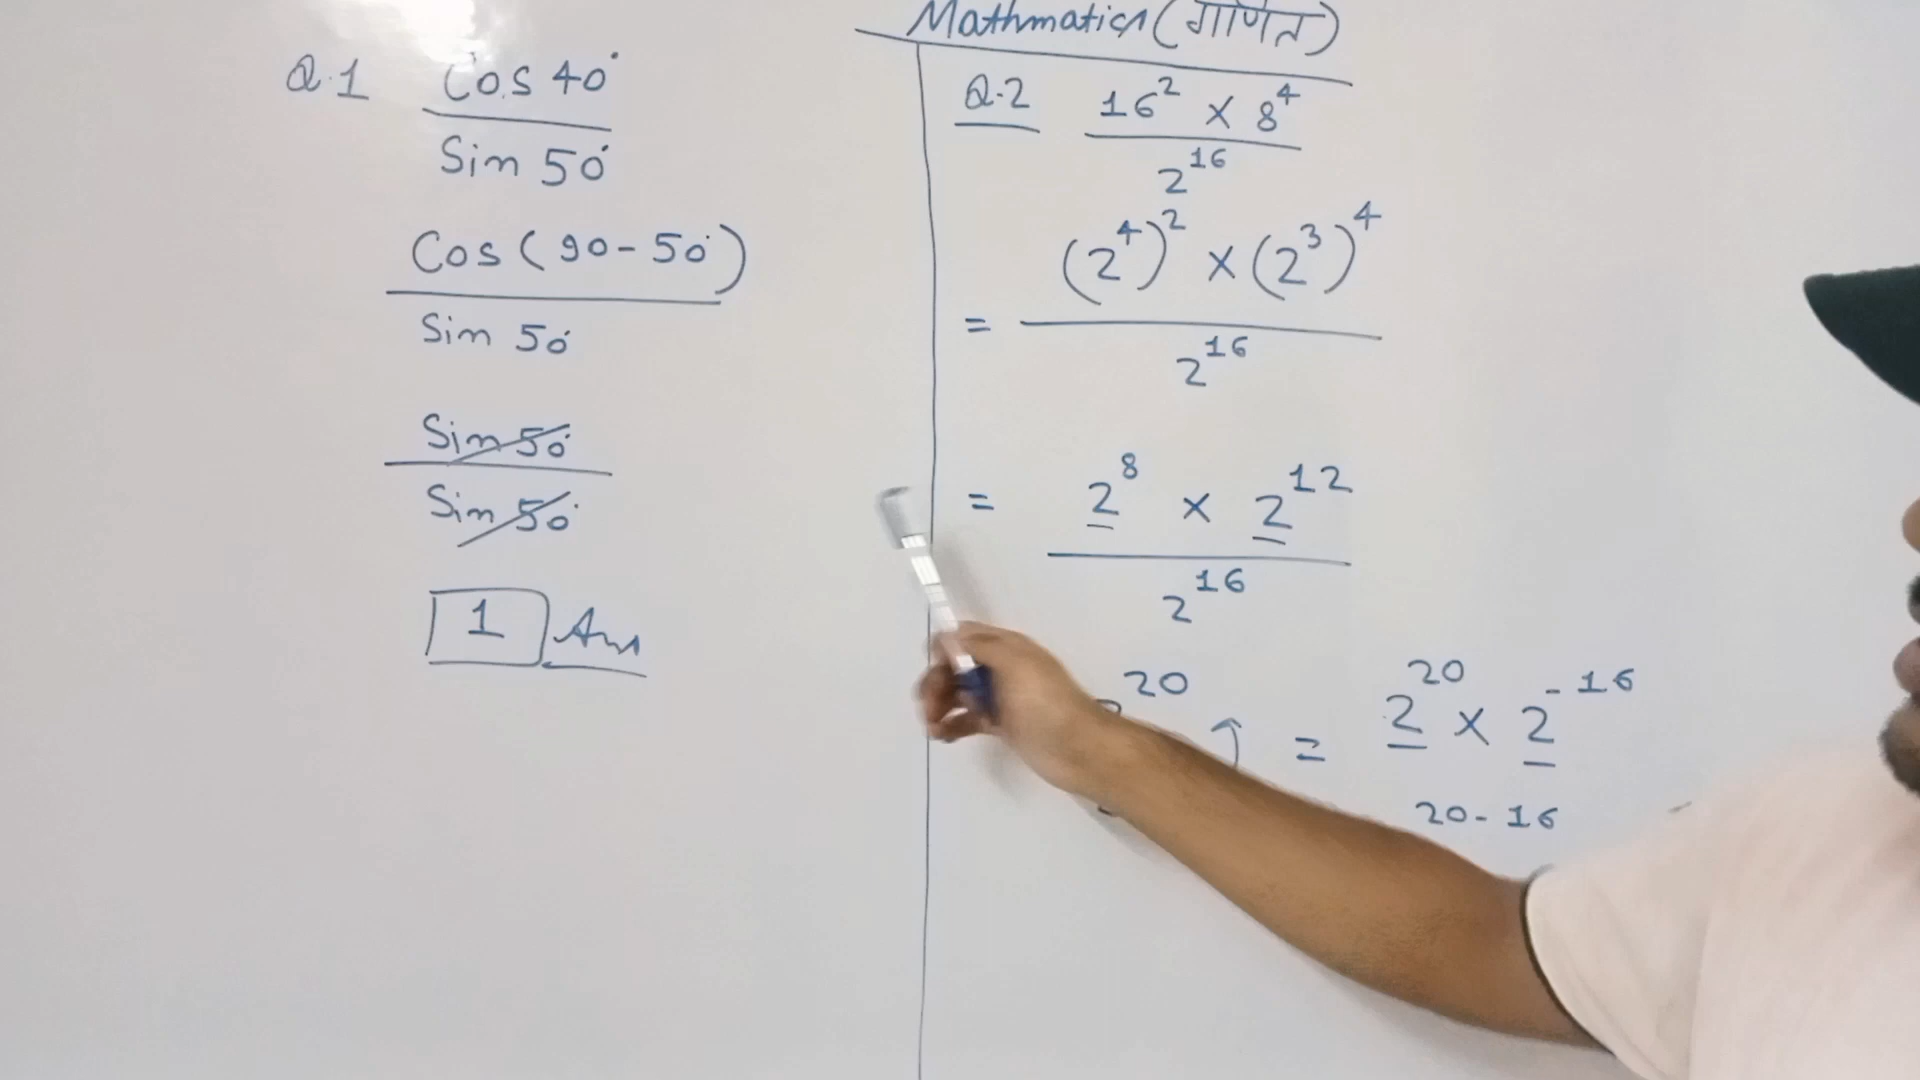 Mathmatics (गणित)
Q.1 Cos 40°
Sin 50°
Cos (90 - 50°)
Sin 50°
Sin 50°
Sin 50°
1 Ans
Q.2 16² × 8⁴
2¹⁶
= (2⁴)² × (2³)⁴
2¹⁶
= 2⁸ × 2¹²
2¹⁶
20 = 2²⁰ × 2⁻¹⁶
20 - 16